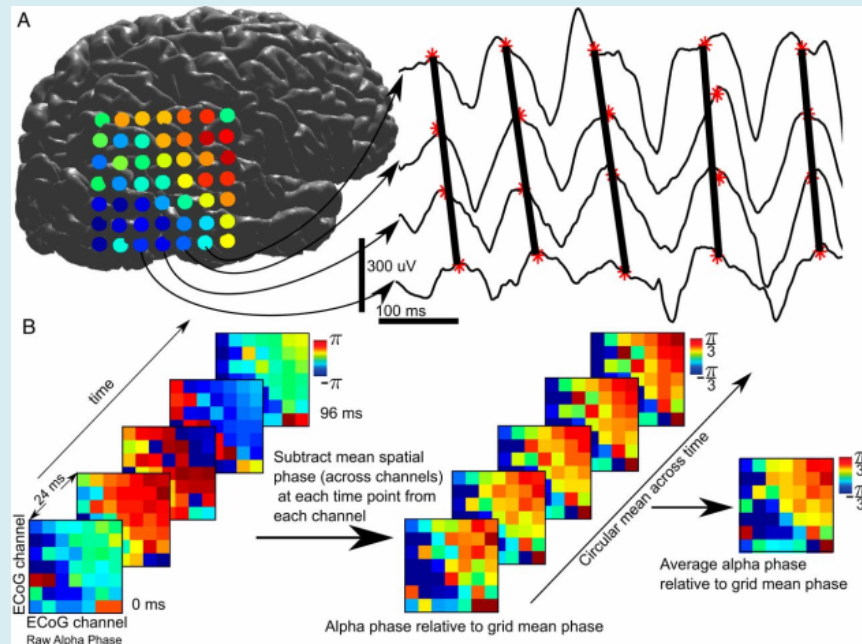 A
300 uV
100 ms
B
time
π
-π
96 ms
24 ms
Subtract mean spatial
phase (across channels)
at each time point from
each channel
ECoG channel
0 ms
ECoG channel
Raw Alpha Phase
π
3
-π
3
Circular mean across time
Alpha phase relative to grid mean phase
π
3
-π
3
Average alpha phase
relative to grid mean phase